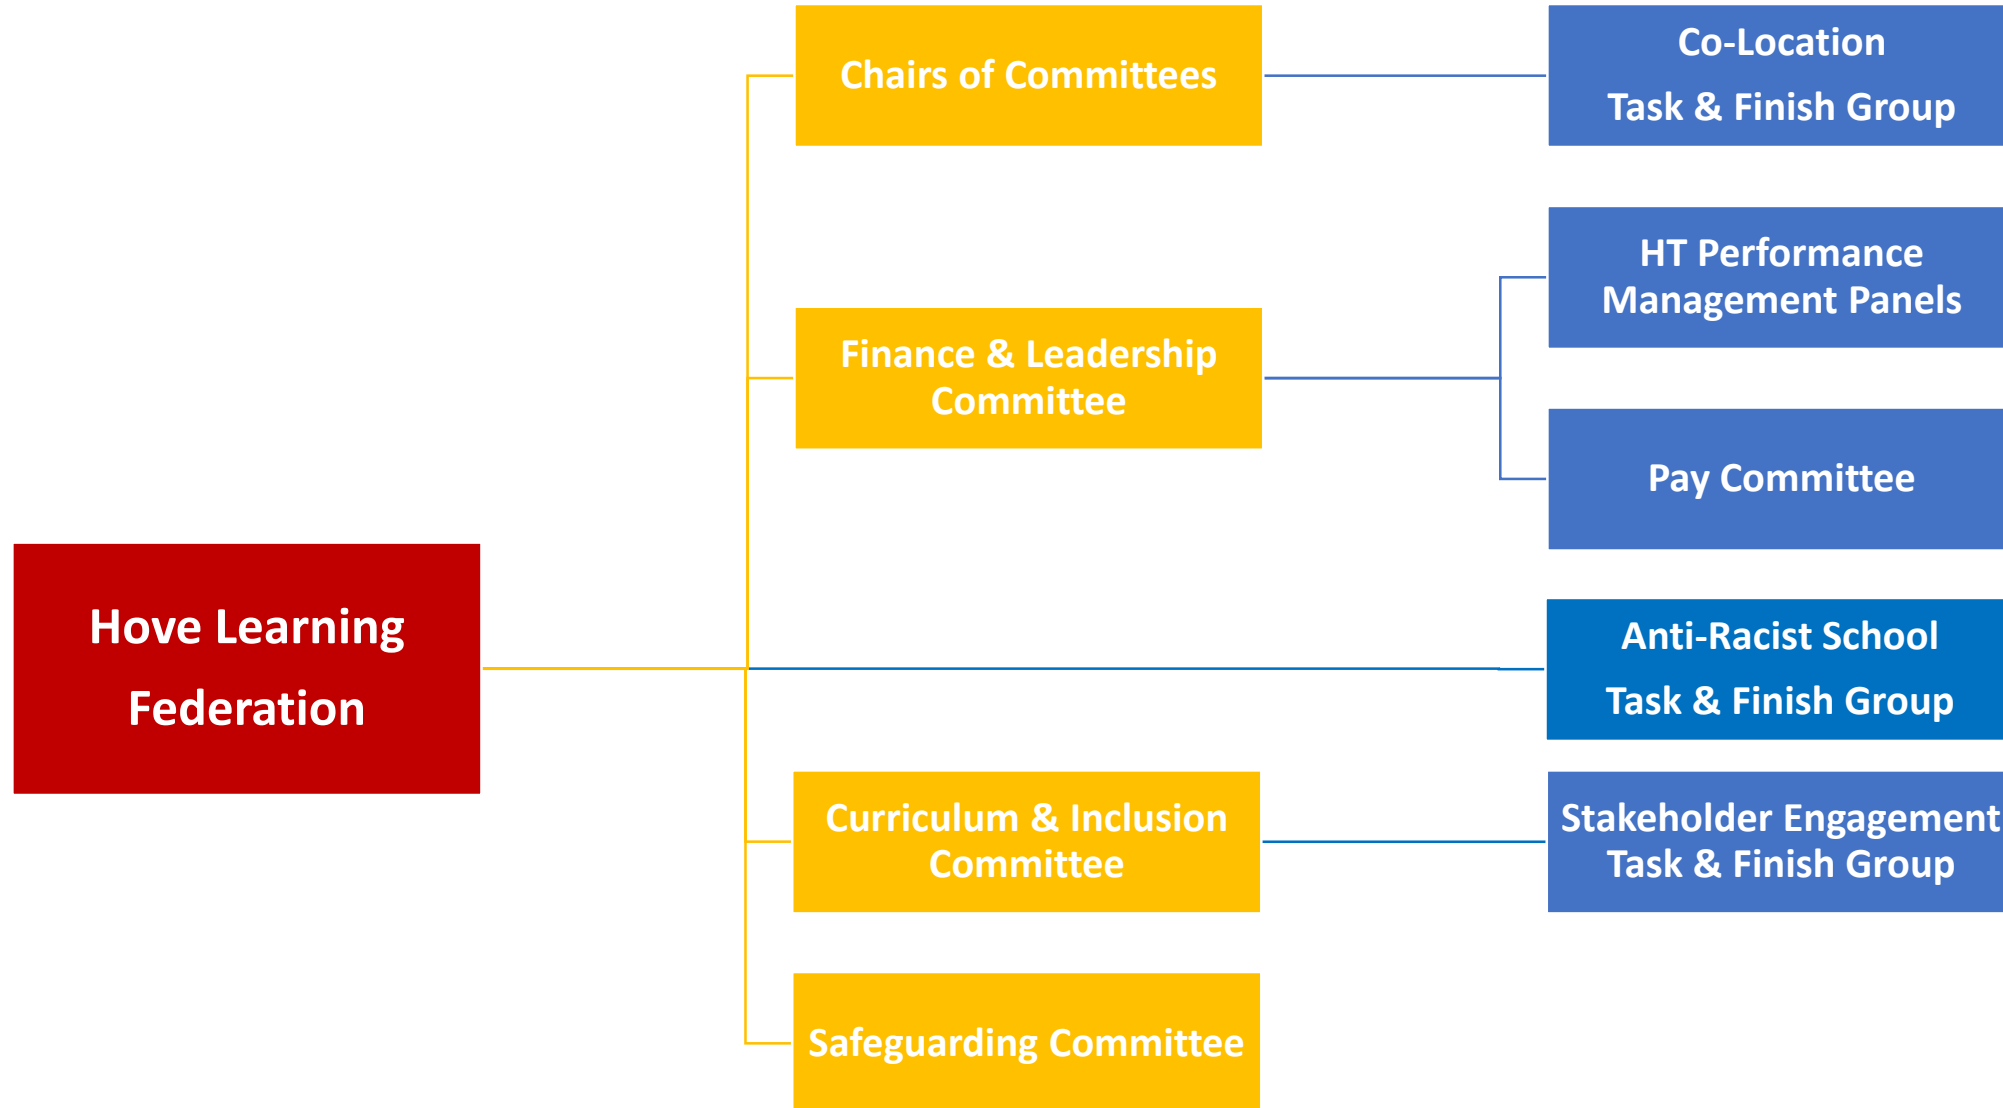 Chairs of Committees
Co-Location
Task & Finish Group
HT Performance
Management Panels
Finance & Leadership
Committee
Pay Committee
Hove Learning
Federation
Anti-Racist School
Task & Finish Group
Curriculum & Inclusion
Committee
Stakeholder Engagement
Task & Finish Group
Safeguarding Committee